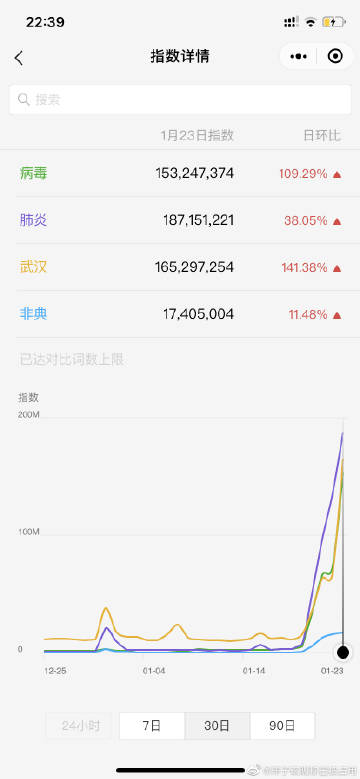 22:39
指数详情
搜索
1月23日指数 日环比
病毒 153,247,374 109.29%
肺炎 187,151,221 38.05%
武汉 165,297,254 141.38%
非典 17,405,004 11.48%
已达对比词数上限
指数
200M
100M
0
12-25 01-04 01-14 01-23
24小时 7日 30日 90日